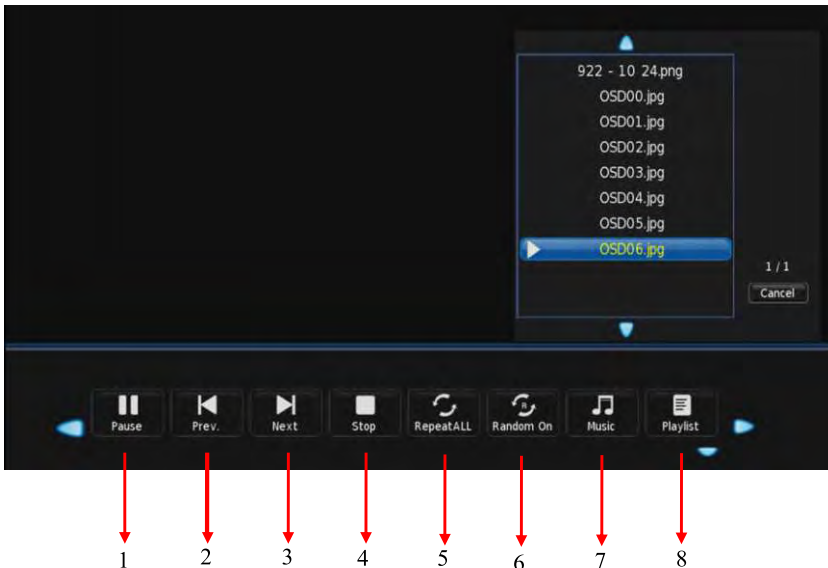 922 - 10 24.png
OSD00.jpg
OSD01.jpg
OSD02.jpg
OSD03.jpg
OSD04.jpg
OSD05.jpg
OSD06.jpg
1 / 1
Cancel
Pause Prev. Next Stop RepeatALL Random On Music Playlist
1 2 3 4 5 6 7 8